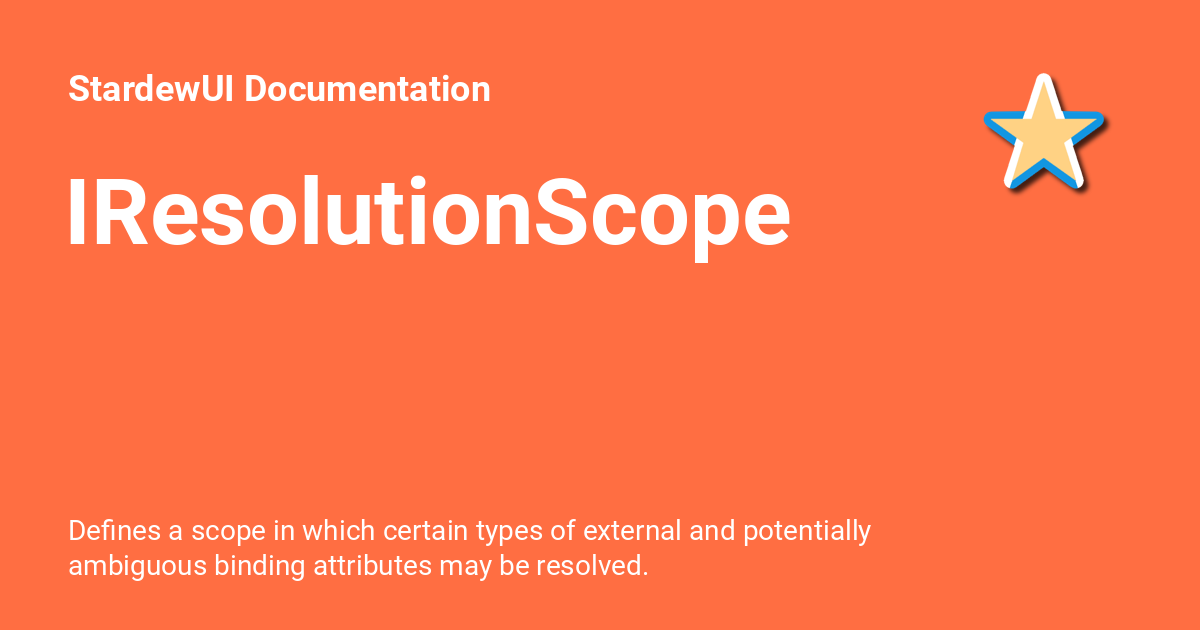 StardewUI Documentation
IResolutionScope
Defines a scope in which certain types of external and potentially
ambiguous binding attributes may be resolved.